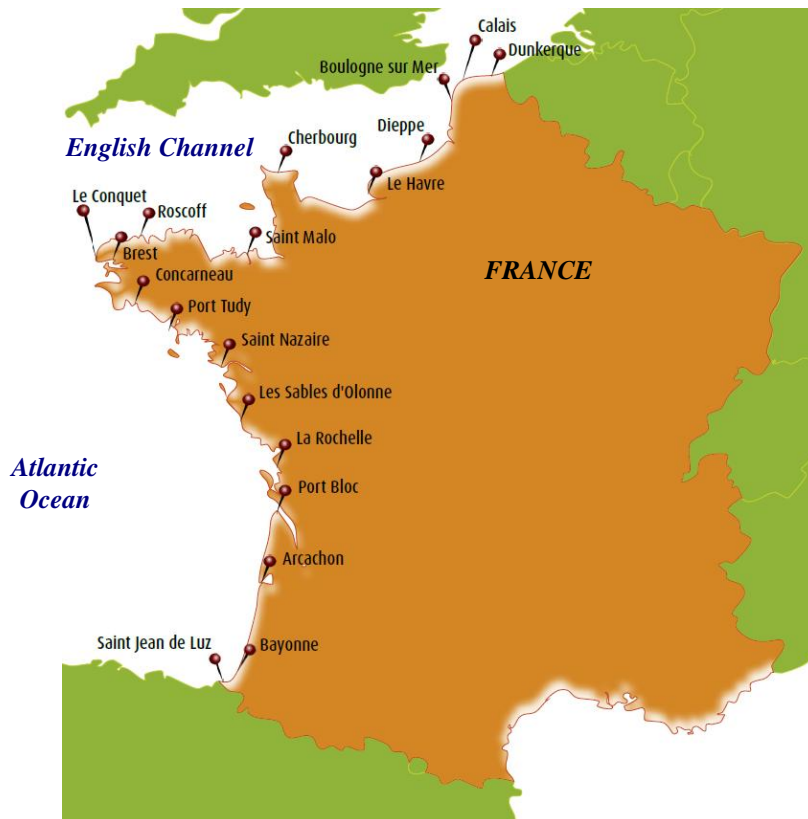 Calais
Dunkerque
Boulogne sur Mer
Dieppe
Cherbourg
English Channel
Le Havre
Le Conquet
Roscoff
Saint Malo
Brest
FRANCE
Concarneau
Port Tudy
Saint Nazaire
Les Sables d'Olonne
La Rochelle
Atlantic
Ocean
Port Bloc
Arcachon
Saint Jean de Luz
Bayonne